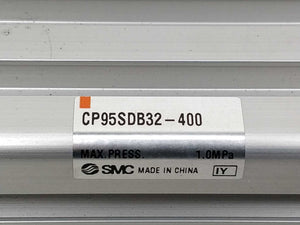 CP95SDB32-400
MAX.PRESS. 1.0MPa
SMC MADE IN CHINA IY